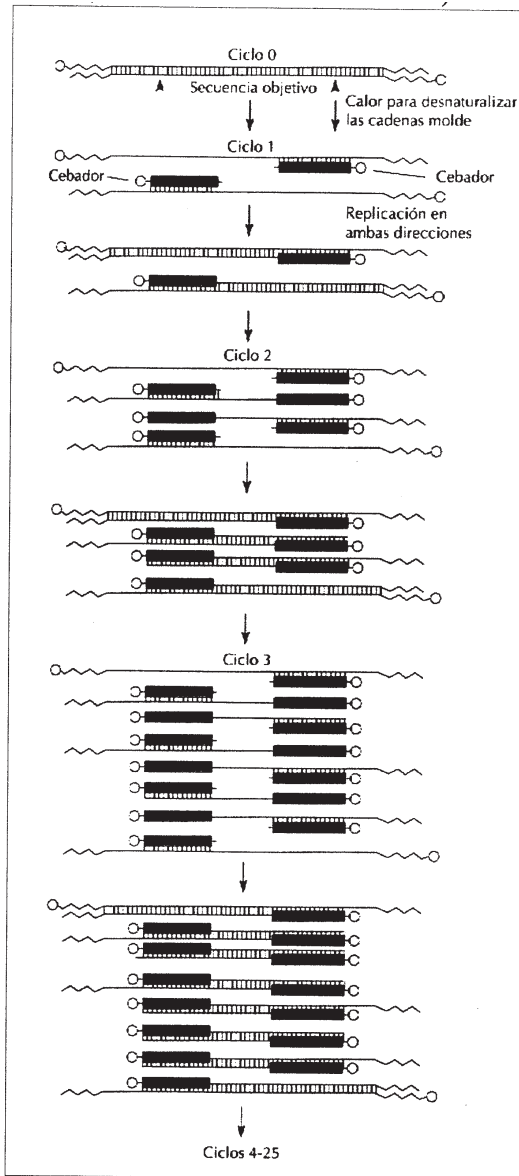 Ciclo 0
Secuencia objetivo
Calor para desnaturalizar
las cadenas molde
Ciclo 1
Cebador
Cebador
Replicación en
ambas direcciones
Ciclo 2
Ciclo 3
Ciclos 4-25